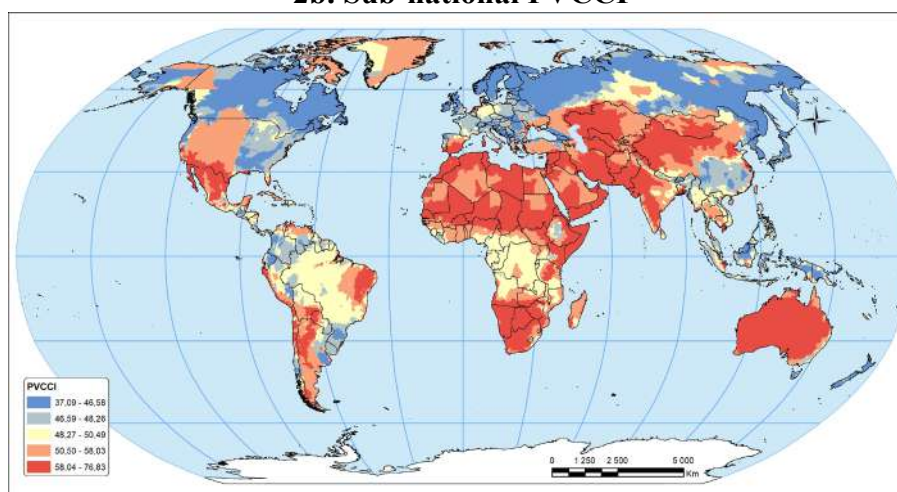 2b. Sub-national PVCCI
N
PVCCI
37,09 - 46,58
46,59 - 48,26
48,27 - 50,49
50,50 - 58,03
58,04 - 76,83
0 1 250 2 500 5 000
Km